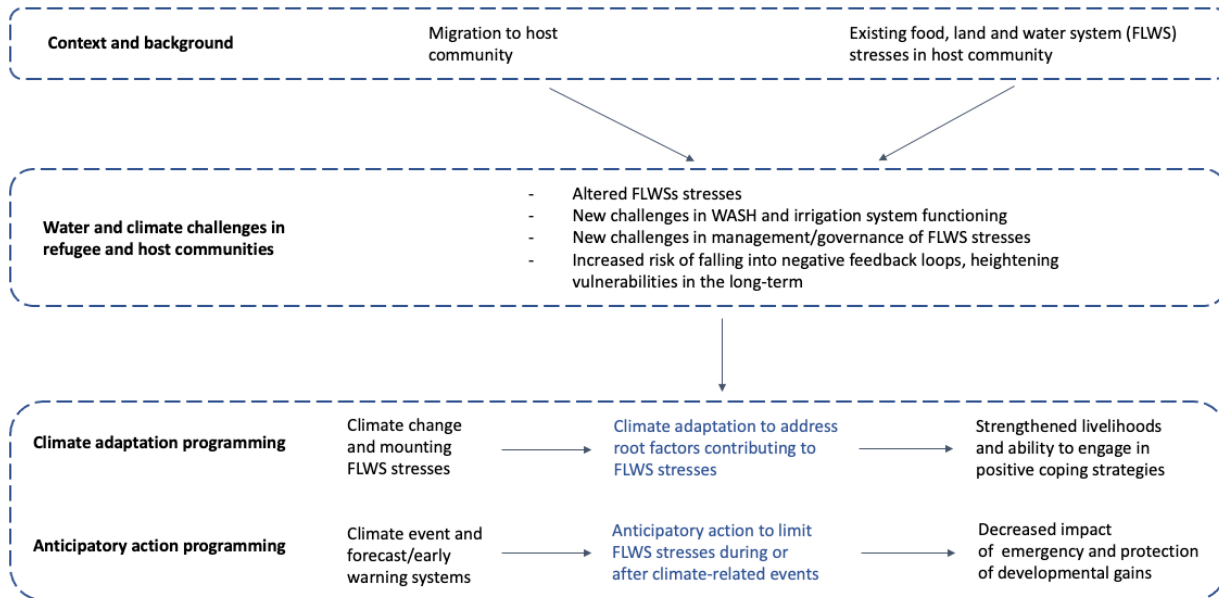 Context and background
Migration to host
community
Existing food, land and water system (FLWS)
stresses in host community
Water and climate challenges in
refugee and host communities
- Altered FLWSs stresses
- New challenges in WASH and irrigation system functioning
- New challenges in management/governance of FLWS stresses
- Increased risk of falling into negative feedback loops, heightening
vulnerabilities in the long-term
Climate adaptation programming
Climate change
and mounting
FLWS stresses
Climate adaptation to address
root factors contributing to
FLWS stresses
Strengthened livelihoods
and ability to engage in
positive coping strategies
Anticipatory action programming
Climate event and
forecast/early
warning systems
Anticipatory action to limit
FLWS stresses during or
after climate-related events
Decreased impact
of emergency and protection
of developmental gains